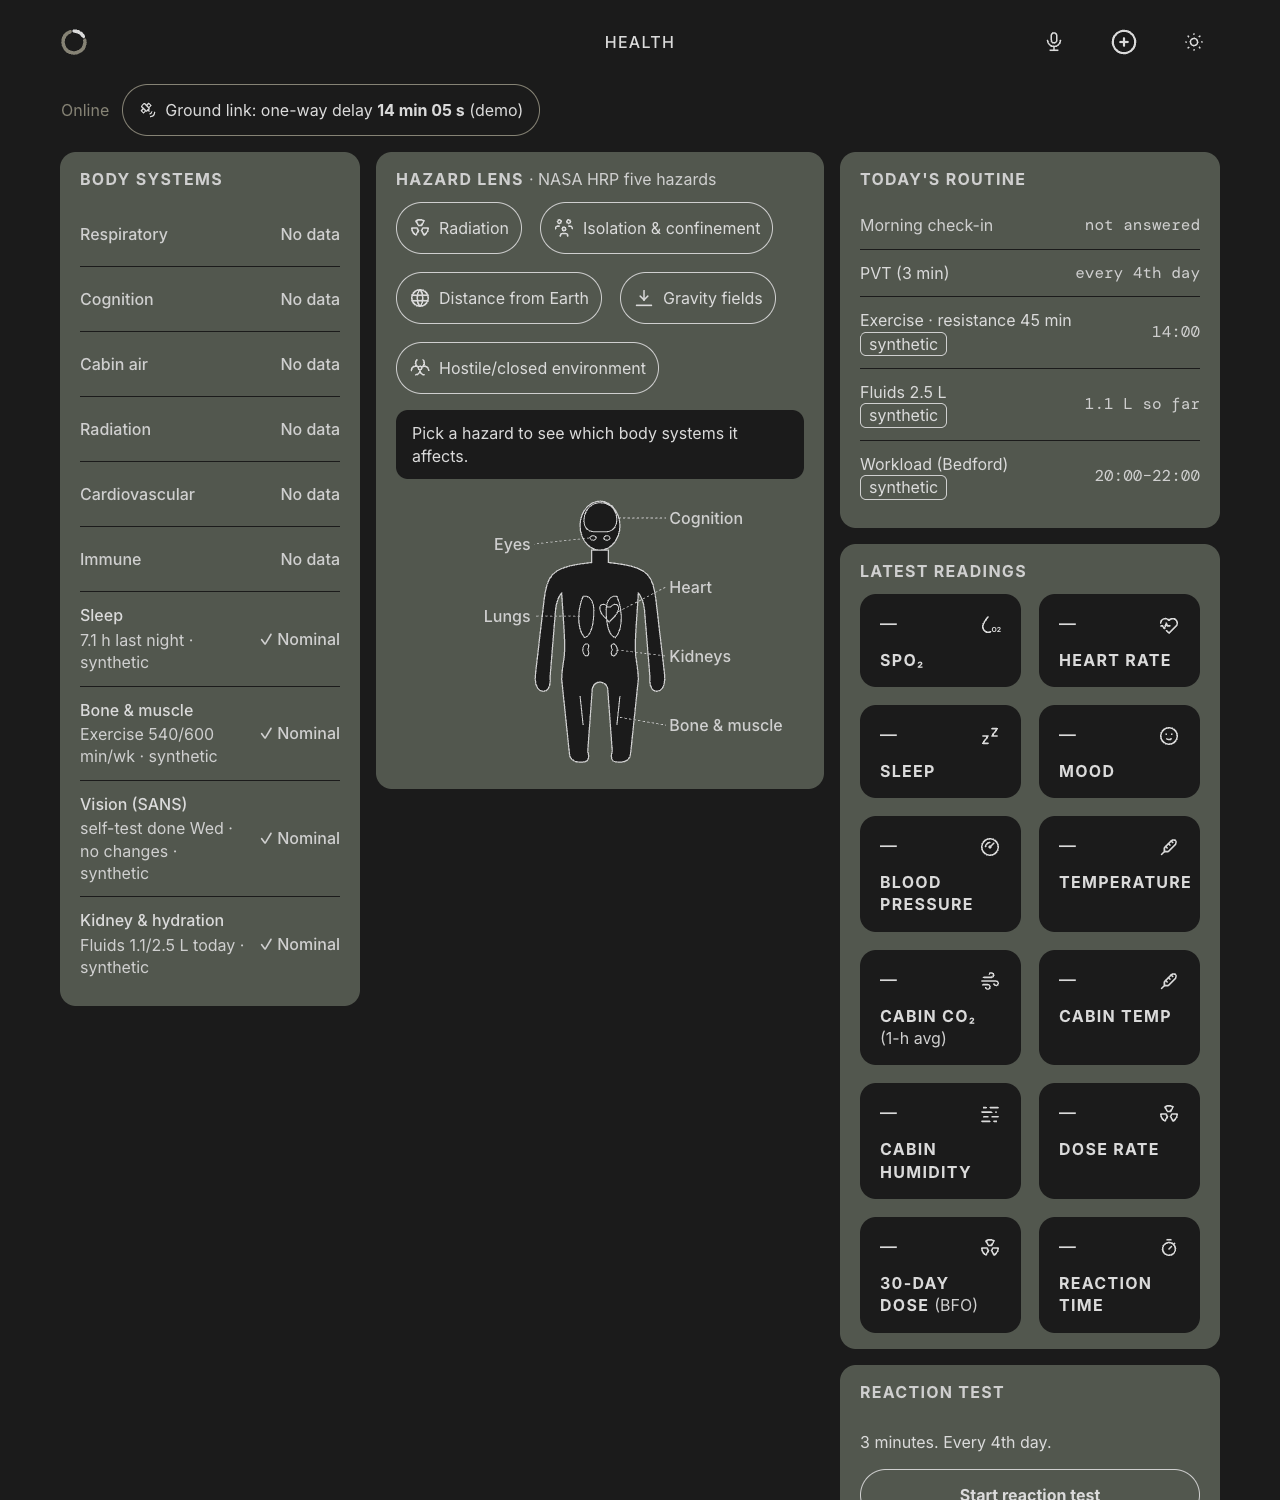 HEALTH
Online
Ground link: one-way delay 14 min 05 s (demo)
BODY SYSTEMS
Respiratory No data
Cognition No data
Cabin air No data
Radiation No data
Cardiovascular No data
Immune No data
Sleep
7.1 h last night ·
synthetic
✓ Nominal
Bone & muscle
Exercise 540/600
min/wk · synthetic
✓ Nominal
Vision (SANS)
self-test done Wed ·
no changes ·
synthetic
✓ Nominal
Kidney & hydration
Fluids 1.1/2.5 L today ·
synthetic
✓ Nominal
HAZARD LENS · NASA HRP five hazards
Radiation
Isolation & confinement
Distance from Earth
Gravity fields
Hostile/closed environment
Pick a hazard to see which body systems it
affects.
Cognition
Eyes
Heart
Lungs
Kidneys
Bone & muscle
TODAY'S ROUTINE
Morning check-in not answered
PVT (3 min) every 4th day
Exercise · resistance 45 min
synthetic
14:00
Fluids 2.5 L
synthetic
1.1 L so far
Workload (Bedford)
synthetic
20:00–22:00
LATEST READINGS
—
O2
SPO₂
—
HEART RATE
—
zZ
SLEEP
—
MOOD
—
BLOOD
PRESSURE
—
TEMPERATURE
—
CABIN CO₂
(1-h avg)
—
CABIN TEMP
—
CABIN
HUMIDITY
—
DOSE RATE
—
30-DAY
DOSE (BFO)
—
REACTION
TIME
REACTION TEST
3 minutes. Every 4th day.
Start reaction test